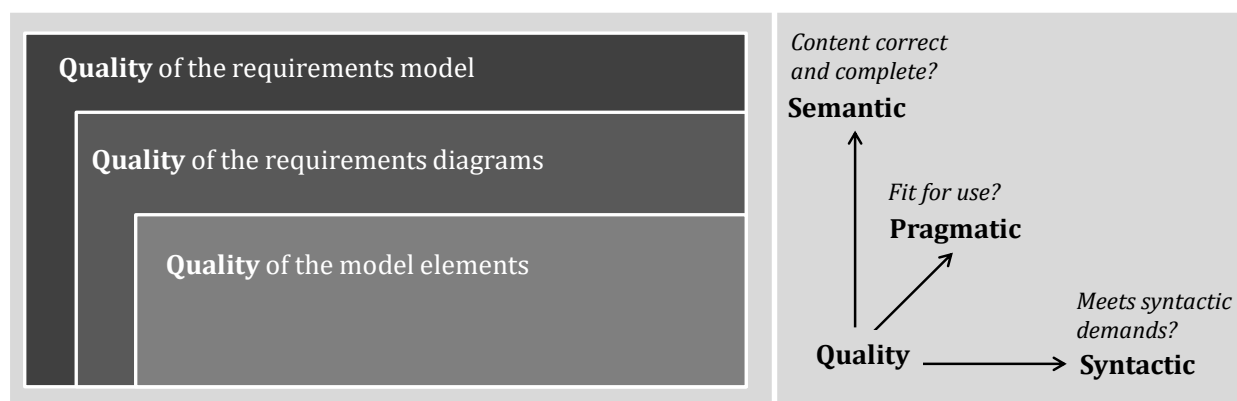 Quality of the requirements model
Quality of the requirements diagrams
Quality of the model elements
Content correct
and complete?
Semantic
Fit for use?
Pragmatic
Meets syntactic
demands?
Quality
Syntactic